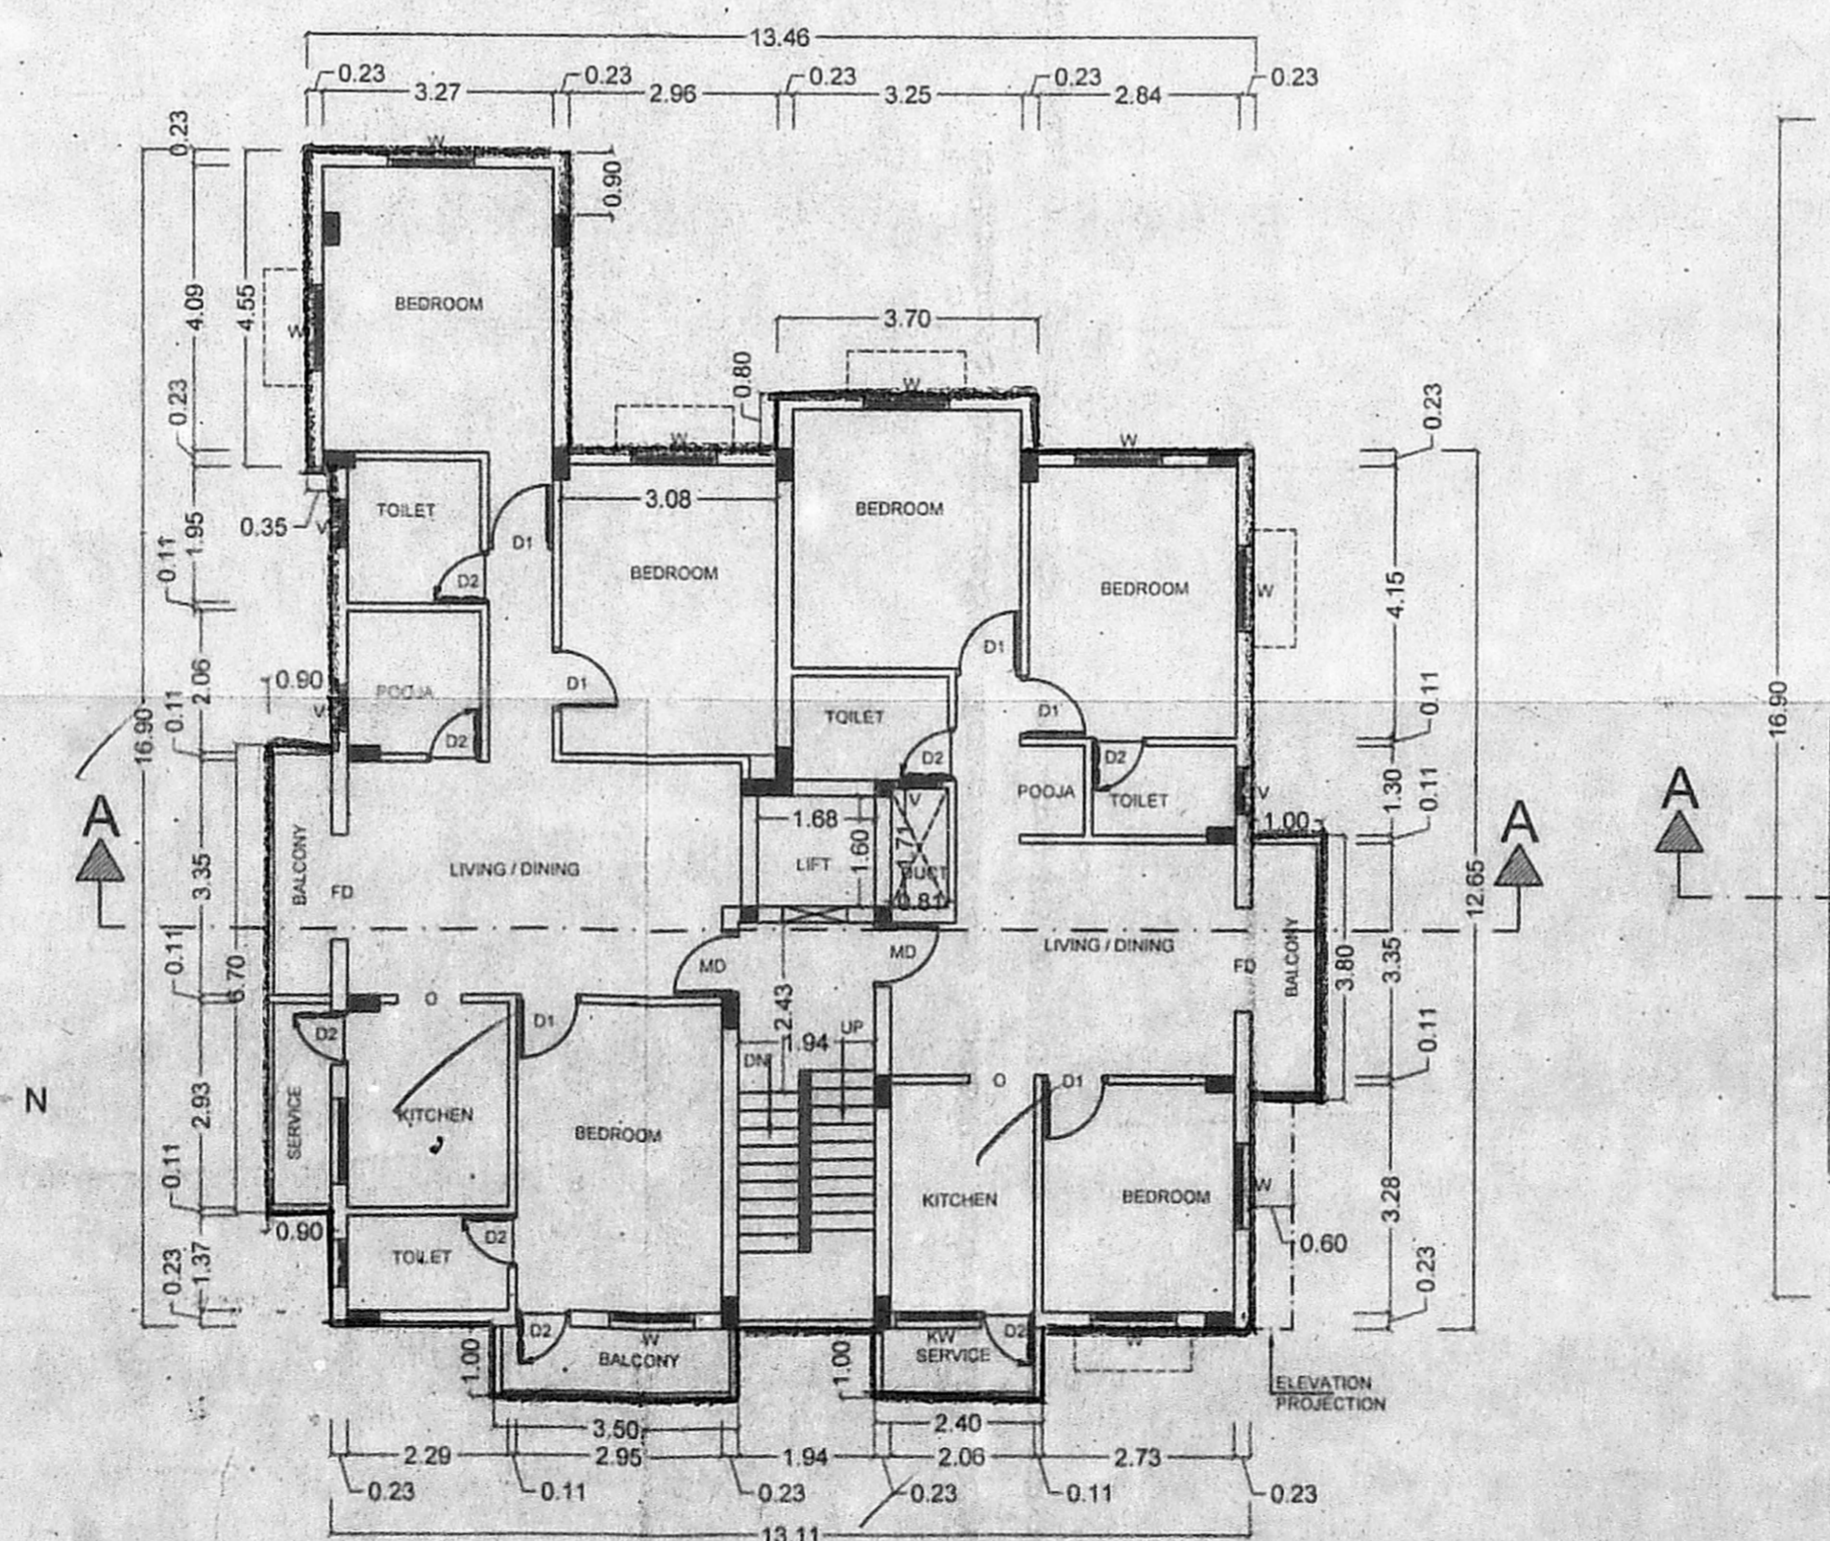 13.46
0.23 0.23 0.23 0.23 0.23
3.27 2.96 3.25 2.84
0.23
W
0.90
4.09
4.55
BEDROOM
W
3.70
0.80
W
0.23
0.23
W
W
3.08
TOILET
0.35
V
1.95
D1
BEDROOM
BEDROOM
0.11
D2
BEDROOM
W
4.15
D1
2.06
0.90
POOJA
D1
0.11
V
D2
16.90
TOILET
D1
0.11
16.90
D2
D2
POOJA
TOILET
V
1.30
0.11
V
A
1.68
1.00
A
A
1.71
1.60
LIFT
DUCT
0.81
BALCONY
LIVING / DINING
FD
3.35
12.65
LIVING / DINING
BALCONY
FD
3.80
3.35
0.11
MD
MD
6.70
O
D1
2.43
UP
1.94
DN
D2
0.11
O
D1
N
SERVICE
2.93
KITCHEN
BEDROOM
0.11
KITCHEN
BEDROOM
W
3.28
0.90
D2
0.60
TOILET
1.37
0.23
0.23
D2
W
BALCONY
1.00
1.00
KW
D2
SERVICE
W
ELEVATION
PROJECTION
3.50
2.40
2.29 2.95 1.94 2.06 2.73
0.23 0.11 0.23 0.23 0.11 0.23
13.11